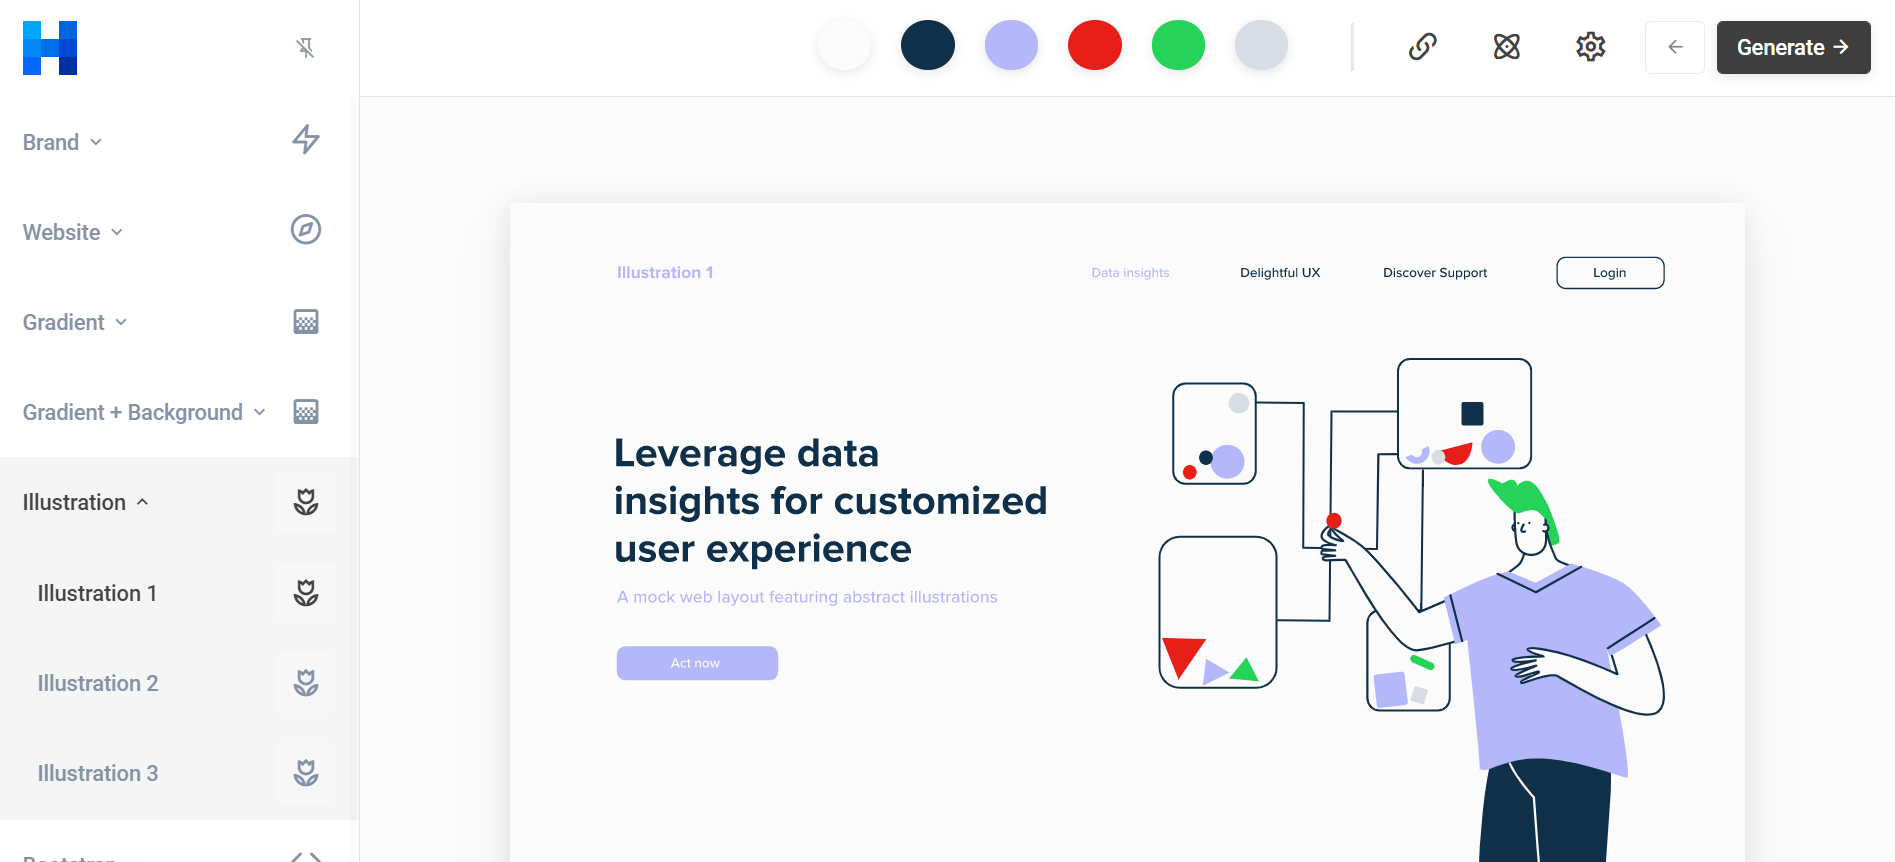 Generate
Brand
Website
Gradient
Gradient + Background
Illustration
Illustration 1
Illustration 2
Illustration 3
Illustration 1
Data insights
Delightful UX
Discover Support
Login
Leverage data
insights for customized
user experience
A mock web layout featuring abstract illustrations
Act now